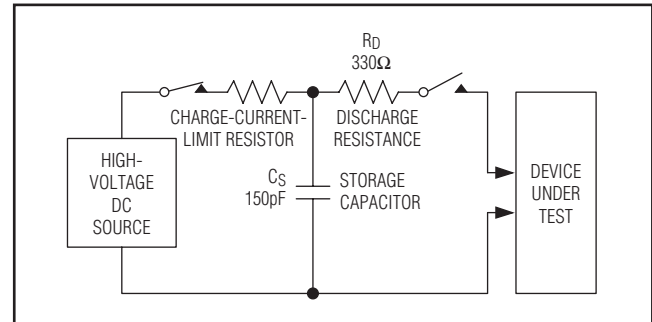 R_D
330Ω
CHARGE-CURRENT-
LIMIT RESISTOR
DISCHARGE
RESISTANCE
HIGH-
VOLTAGE
DC
SOURCE
C_S
150pF
STORAGE
CAPACITOR
DEVICE
UNDER
TEST